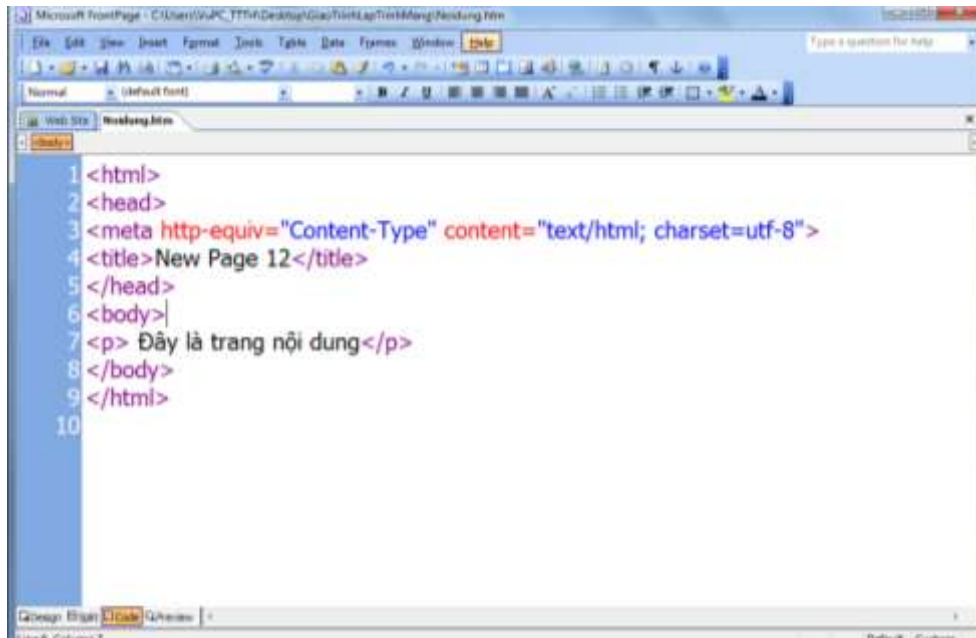 Microsoft FrontPage - C:\Users\VuPC_TTTH\Desktop\GiaoTrinhLapTrinhMang\Noidung.htm
File Edit View Insert Format Tools Table Data Frames Window Help
Type a question for help
Normal (default font)
Web Site Noidung.htm
<body>
1 <html>
2 <head>
3 <meta http-equiv="Content-Type" content="text/html; charset=utf-8">
4 <title>New Page 12</title>
5 </head>
6 <body>
7 <p> Đây là trang nội dung</p>
8 </body>
9 </html>
10
Design Split Code Preview
Default Custom